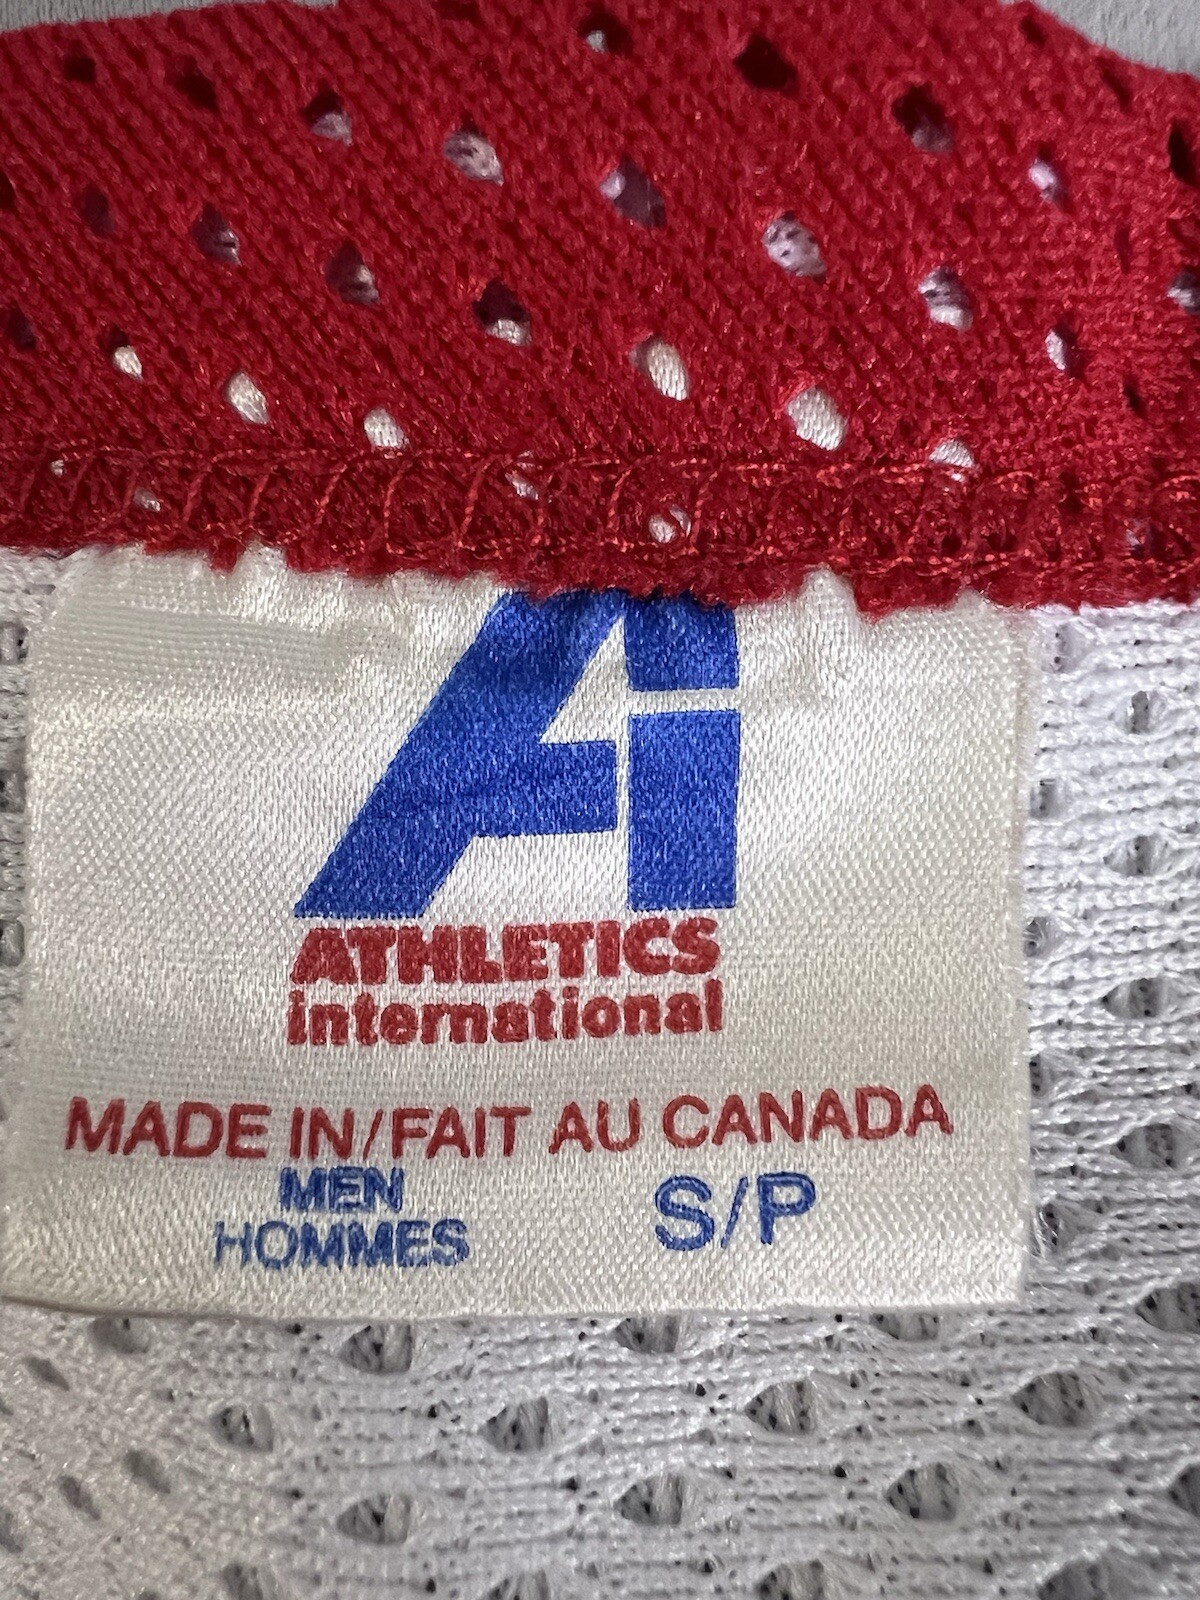 Ai
ATHLETICS
international
MADE IN/FAIT AU CANADA
MEN
HOMMES
S/P